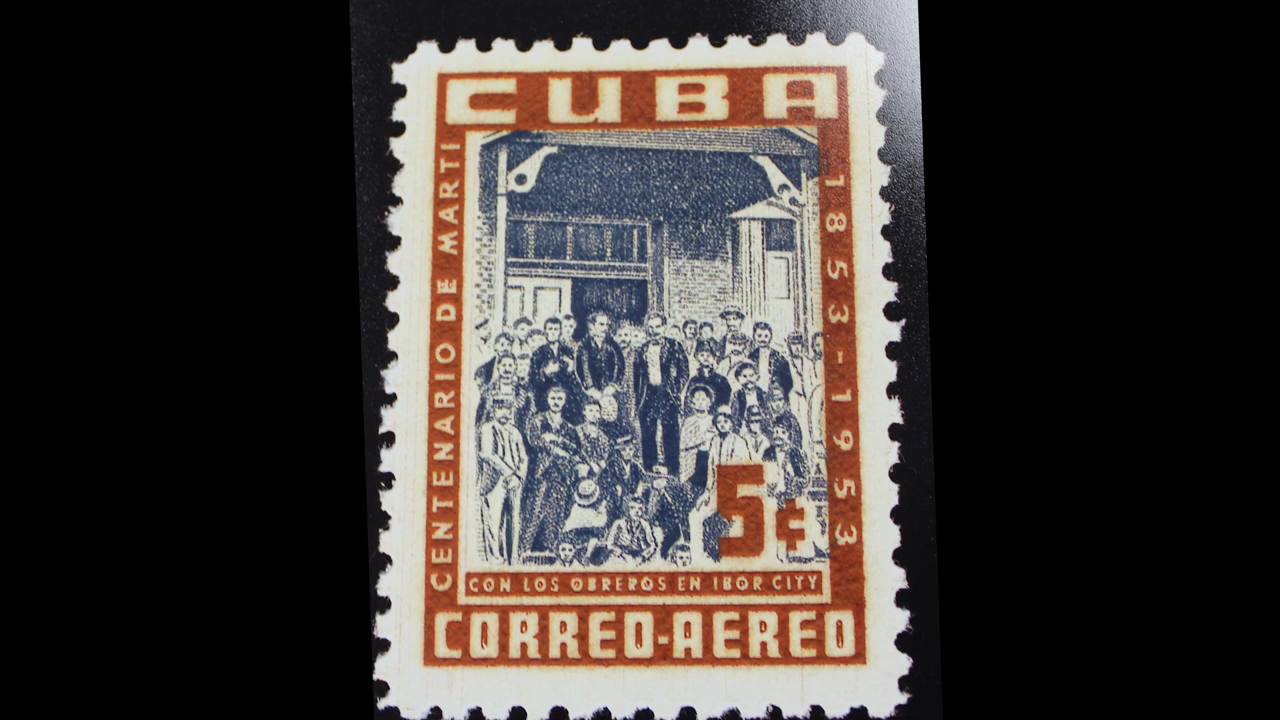 CUBA
CENTENARIO DE MARTI
1853-1953
5¢
CON LOS OBREROS EN IBOR CITY
CORREO-AEREO